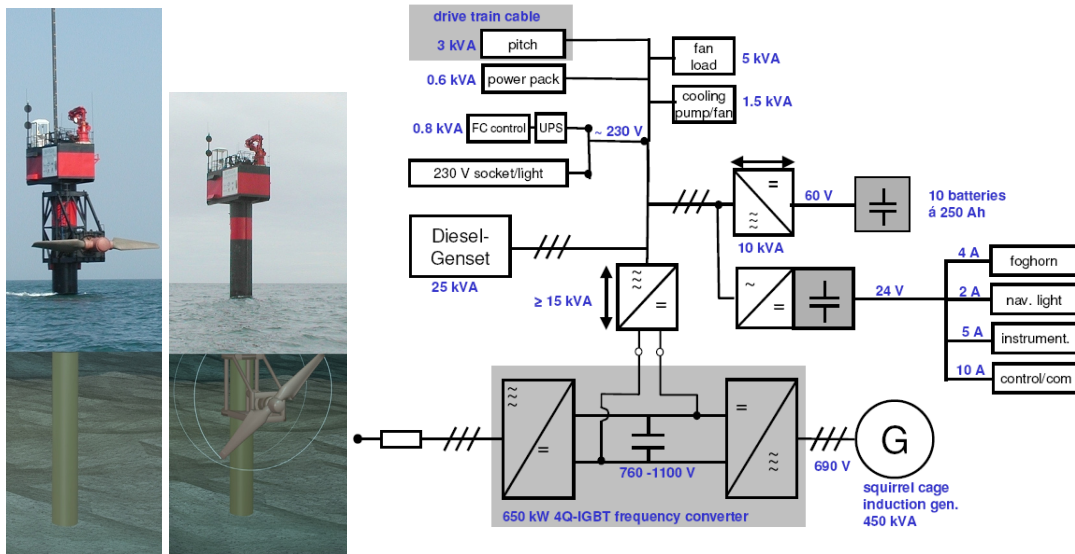 drive train cable
3 kVA
pitch
0.6 kVA
power pack
0.8 kVA
FC control
UPS
~ 230 V
230 V socket/light
fan
load
5 kVA
cooling
pump/fan
1.5 kVA
=
~
~
~
10 kVA
60 V
10 batteries
á 250 Ah
Diesel-
Genset
25 kVA
≥ 15 kVA
~
~
~
=
~
=
24 V
4 A
foghorn
2 A
nav. light
5 A
instrument.
10 A
control/com
~
~
~
=
760 -1100 V
=
~
~
~
690 V
G
squirrel cage
induction gen.
450 kVA
650 kW 4Q-IGBT frequency converter